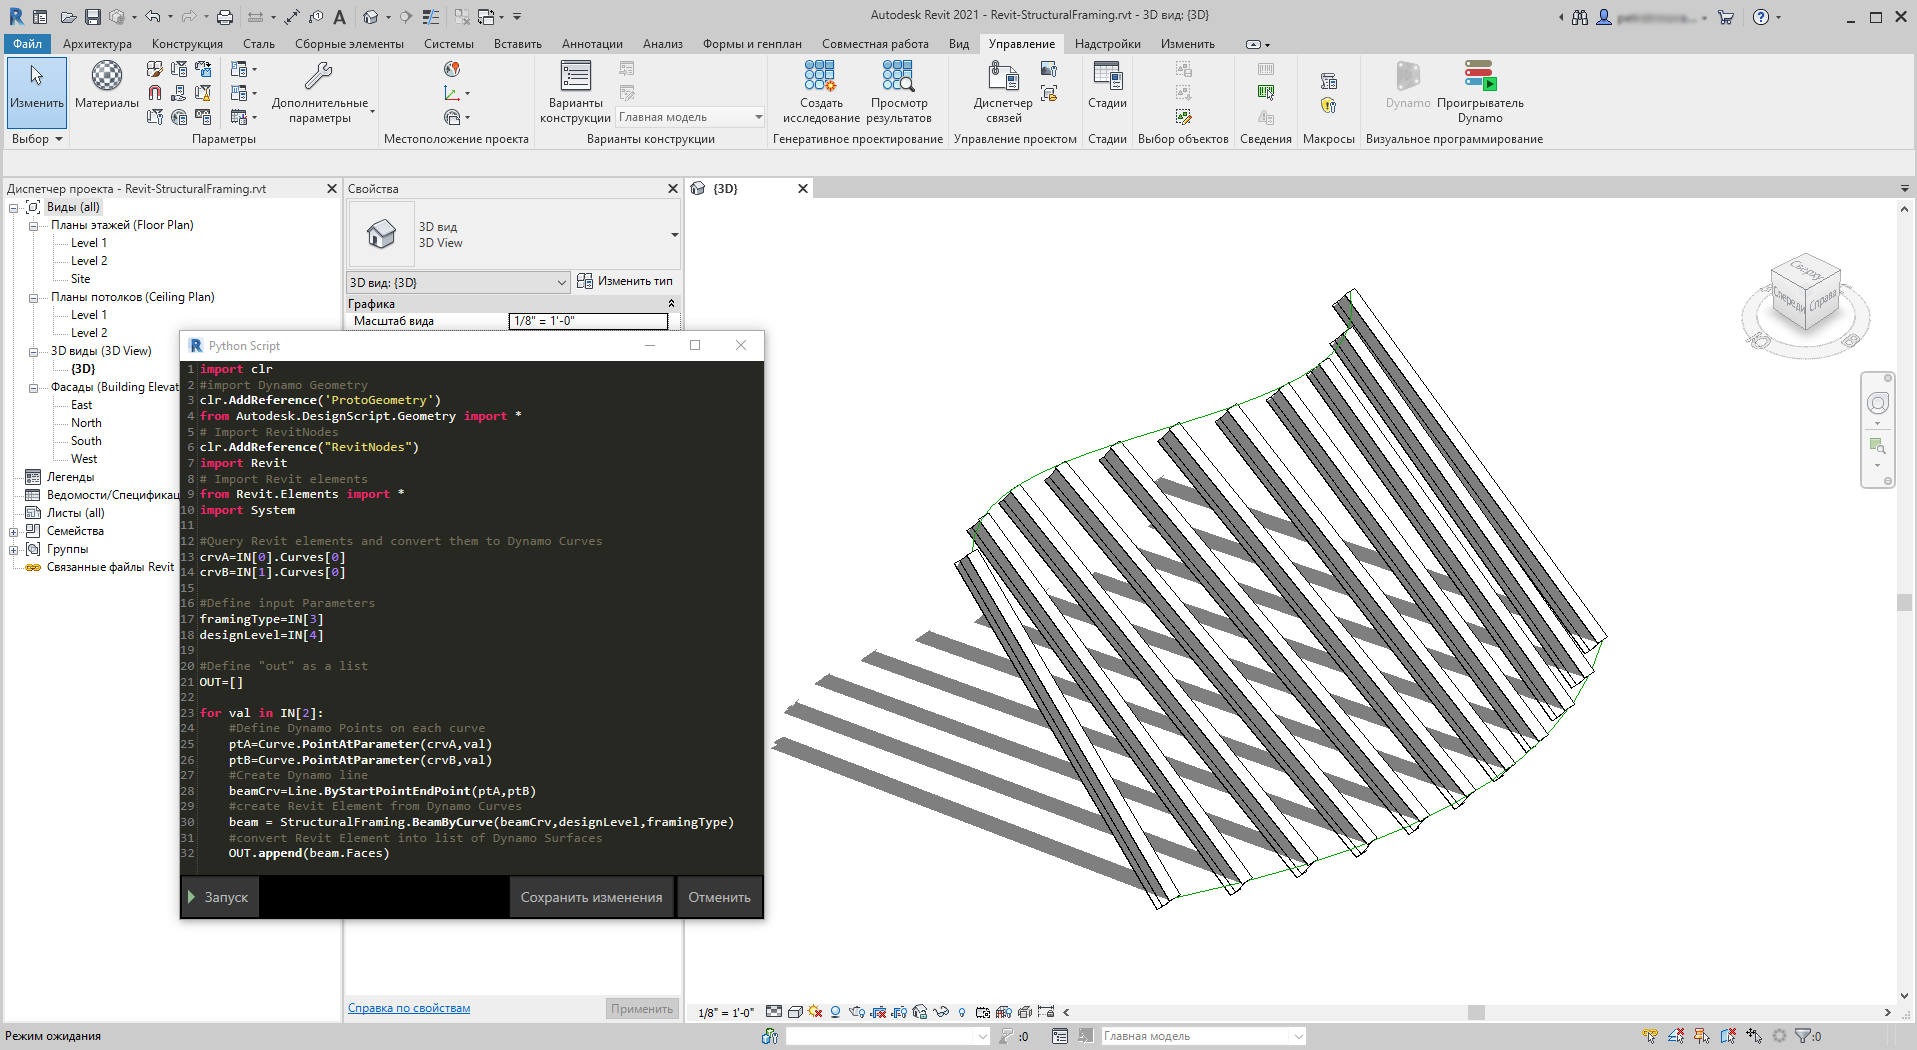 Autodesk Revit 2021 - Revit-StructuralFraming.rvt - 3D вид: {3D}
Файл Архитектура Конструкция Сталь Сборные элементы Системы Вставить Аннотации Анализ Формы и генплан Совместная работа Вид Управление Надстройки Изменить
Изменить
Материалы
Дополнительные параметры
Варианты конструкции
Главная модель
Создать исследование
Просмотр результатов
Диспетчер связей
Стадии
Dynamo
Проигрыватель Dynamo
Выбор Параметры Местоположение проекта Варианты конструкции Генеративное проектирование Управление проектом Стадии Выбор объектов Сведения Макросы Визуальное программирование
Диспетчер проекта - Revit-StructuralFraming.rvt
Виды (all)
Планы этажей (Floor Plan)
Level 1
Level 2
Site
Планы потолков (Ceiling Plan)
Level 1
Level 2
3D виды (3D View)
{3D}
Фасады (Building Elevat
East
North
South
West
Легенды
Ведомости/Спецификац
Листы (all)
Семейства
Группы
Связанные файлы Revit
Свойства
3D вид
3D View
3D вид: {3D}
Изменить тип
Графика
Масштаб вида 1/8" = 1'-0"
{3D}
Сверху
Спереди
Справа
Python Script
1 import clr
2 #import Dynamo Geometry
3 clr.AddReference('ProtoGeometry')
4 from Autodesk.DesignScript.Geometry import *
5 # Import RevitNodes
6 clr.AddReference("RevitNodes")
7 import Revit
8 # Import Revit elements
9 from Revit.Elements import *
10 import System
11
12 #Query Revit elements and convert them to Dynamo Curves
13 crvA=IN[0].Curves[0]
14 crvB=IN[1].Curves[0]
15
16 #Define input Parameters
17 framingType=IN[3]
18 designLevel=IN[4]
19
20 #Define "out" as a list
21 OUT=[]
22
23 for val in IN[2]:
24 #Define Dynamo Points on each curve
25 ptA=Curve.PointAtParameter(crvA,val)
26 ptB=Curve.PointAtParameter(crvB,val)
27 #Create Dynamo line
28 beamCrv=Line.ByStartPointEndPoint(ptA,ptB)
29 #create Revit Element from Dynamo Curves
30 beam = StructuralFraming.BeamByCurve(beamCrv,designLevel,framingType)
31 #convert Revit Element into list of Dynamo Surfaces
32 OUT.append(beam.Faces)
Запуск Сохранить изменения Отменить
Справка по свойствам
Применить
1/8" = 1'-0"
Режим ожидания
:0
Главная модель
:0